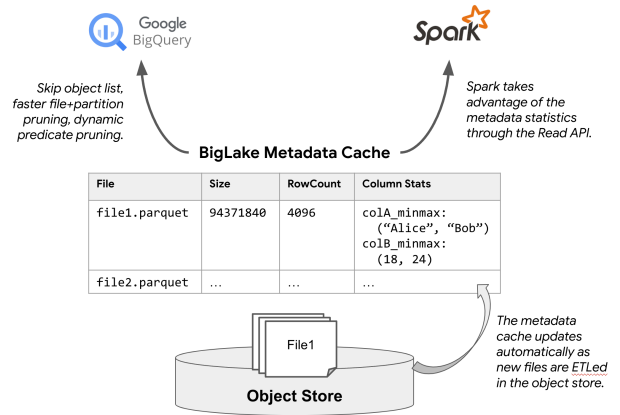 Google
BigQuery
Spark
Skip object list,
faster file+partition
pruning, dynamic
predicate pruning.
Spark takes
advantage of the
metadata statistics
through the Read API.
BigLake Metadata Cache
File Size RowCount Column Stats
file1.parquet 94371840 4096 colA_minmax:
(“Alice”, “Bob”)
colB_minmax:
(18, 24)
file2.parquet ... ... ...
The metadata
cache updates
automatically as
new files are ETLed
in the object store.
File1
Object Store